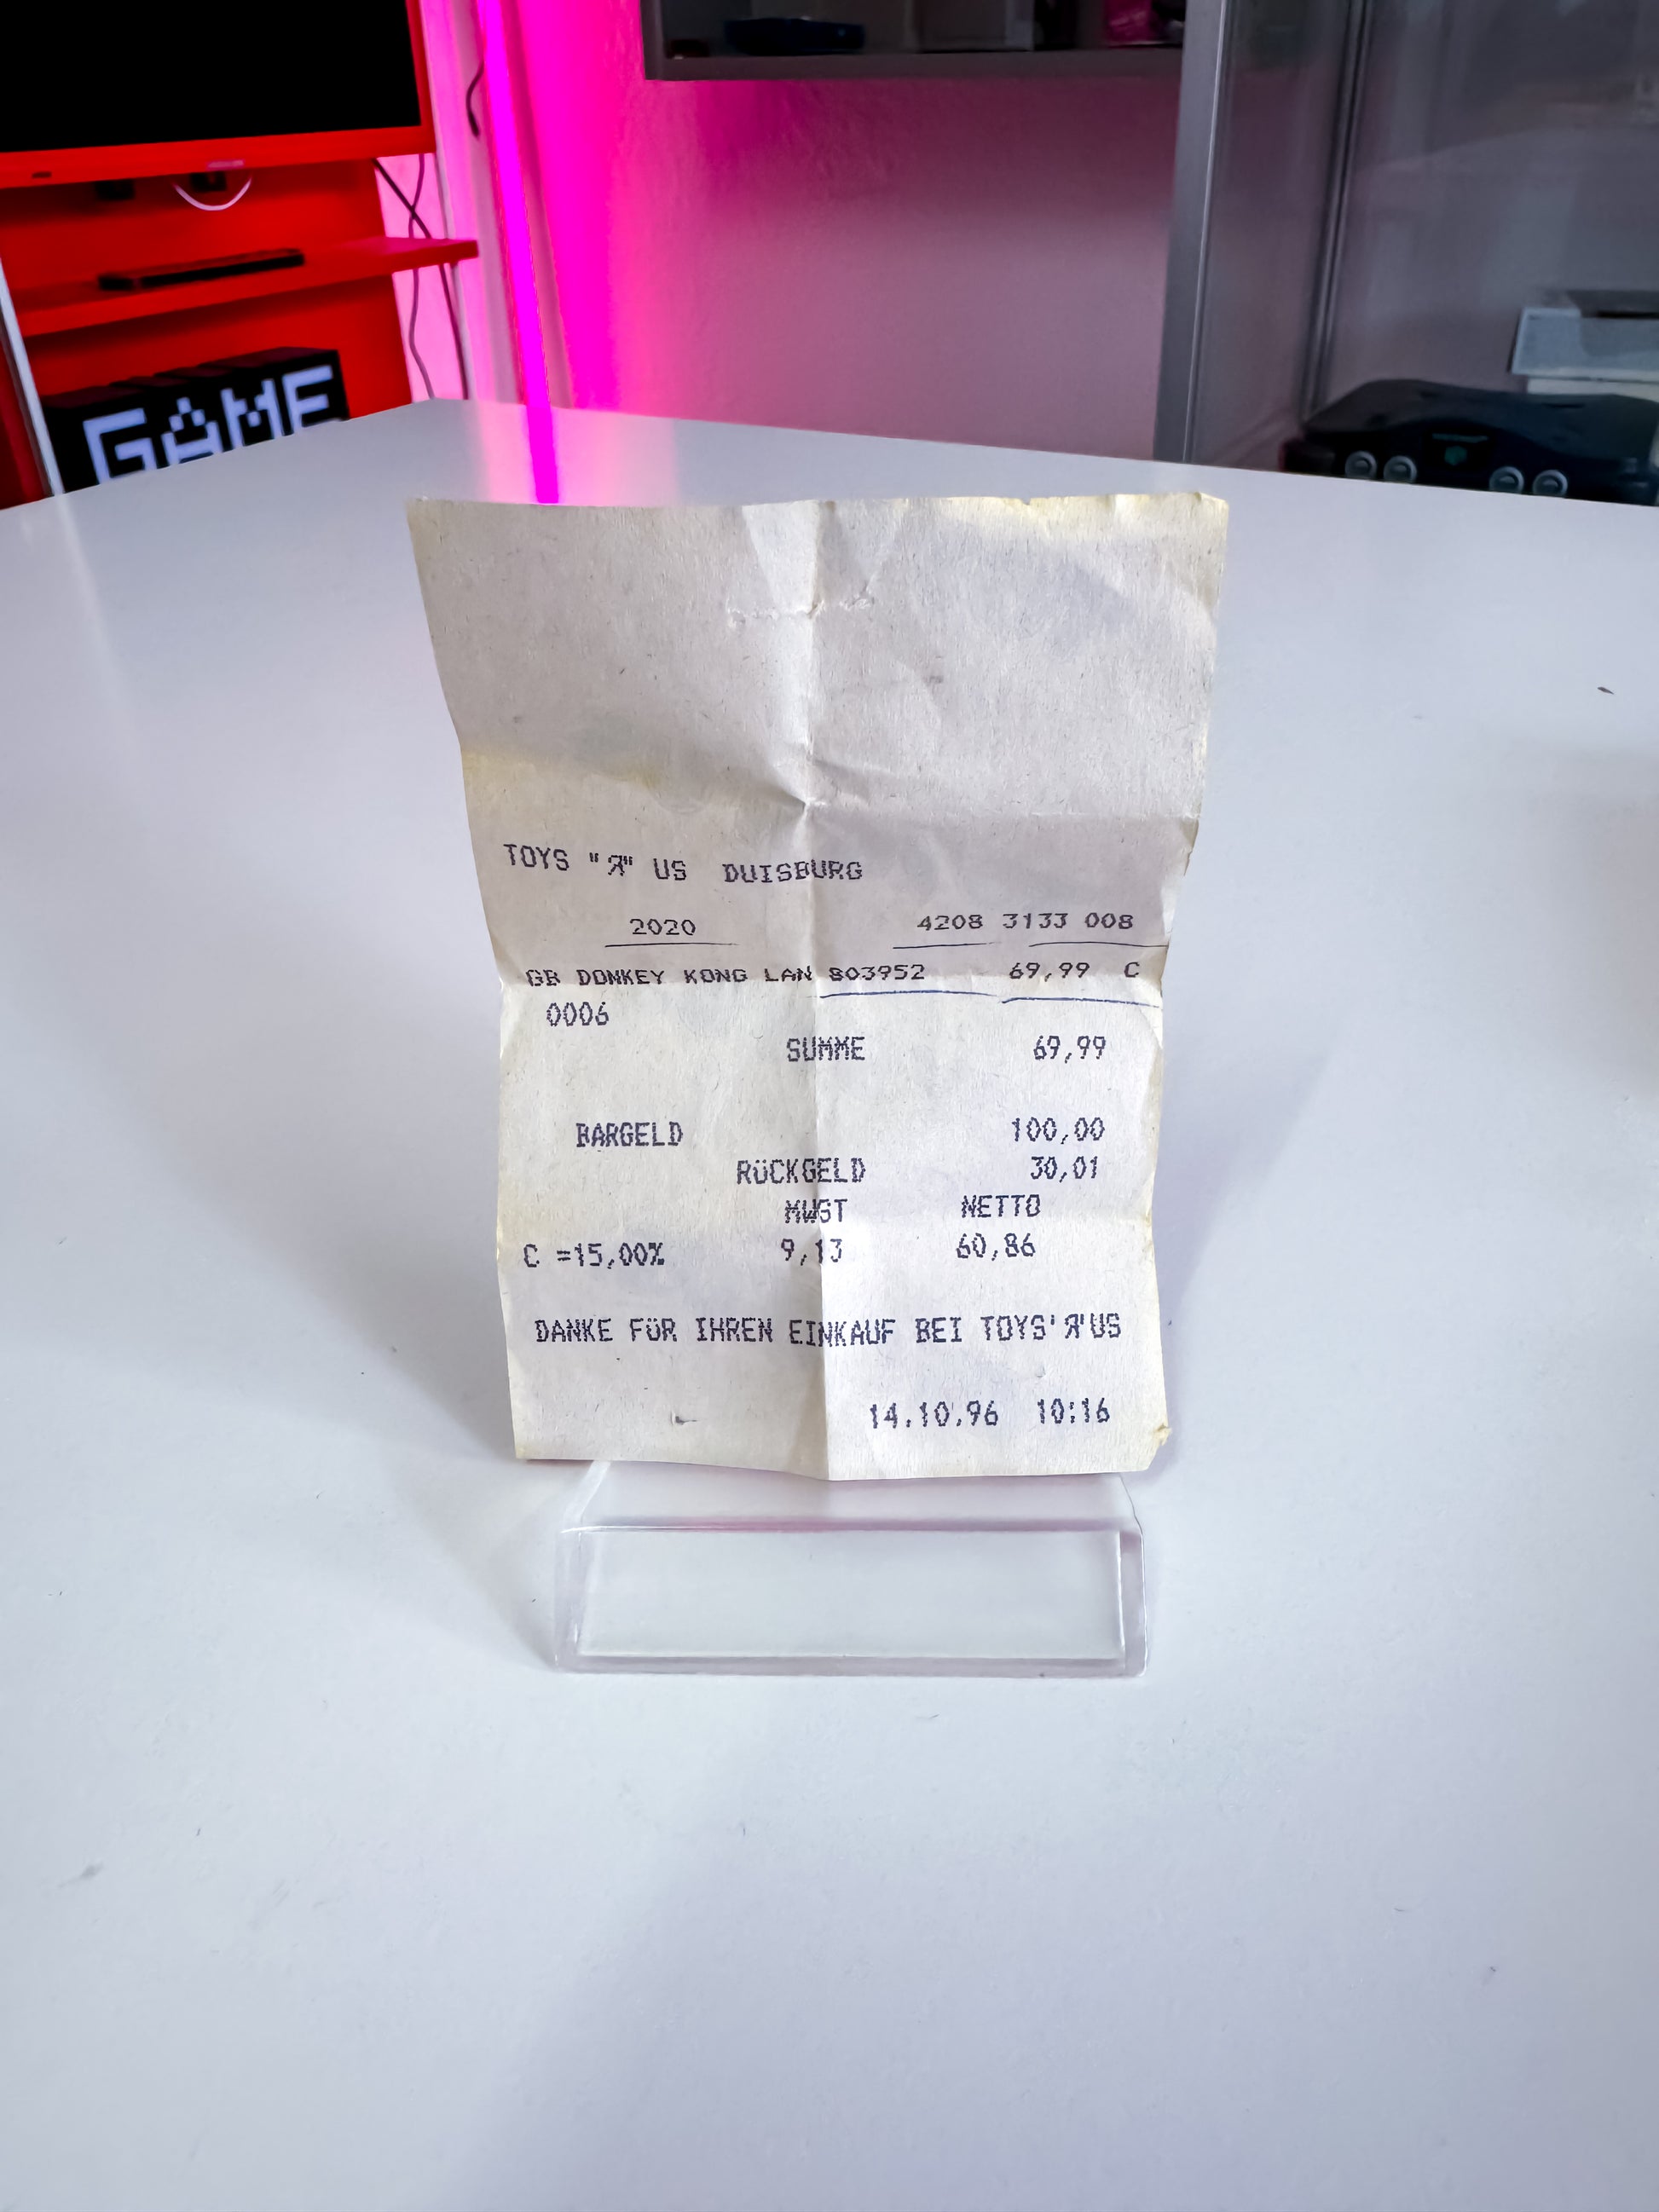 GAME
TOYS "Я" US DUISBURG
2020 4208 3133 008
GB DONKEY KONG LAN 803952 69,99 C
0006
SUMME 69,99
BARGELD 100,00
RÜCKGELD 30,01
MWST NETTO
C =15,00% 9,13 60,86
DANKE FÜR IHREN EINKAUF BEI TOYS'Я'US
14.10.96 10:16